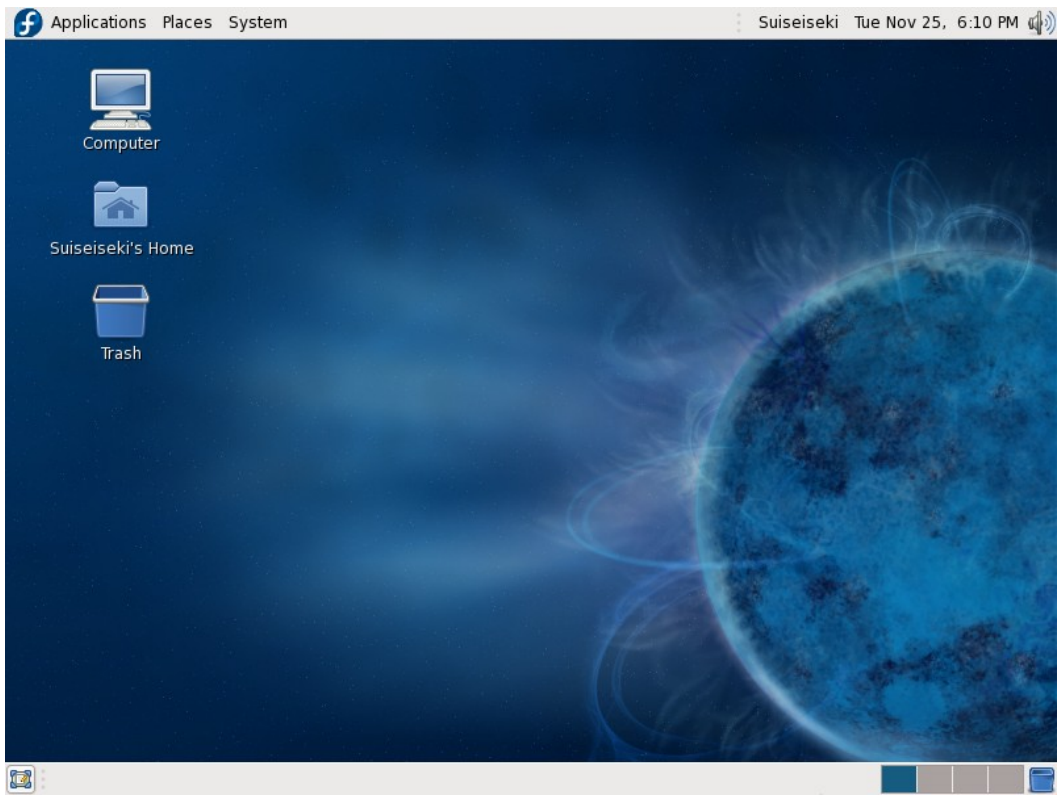 Applications Places System Suiseiseki Tue Nov 25, 6:10 PM
Computer
Suiseiseki's Home
Trash